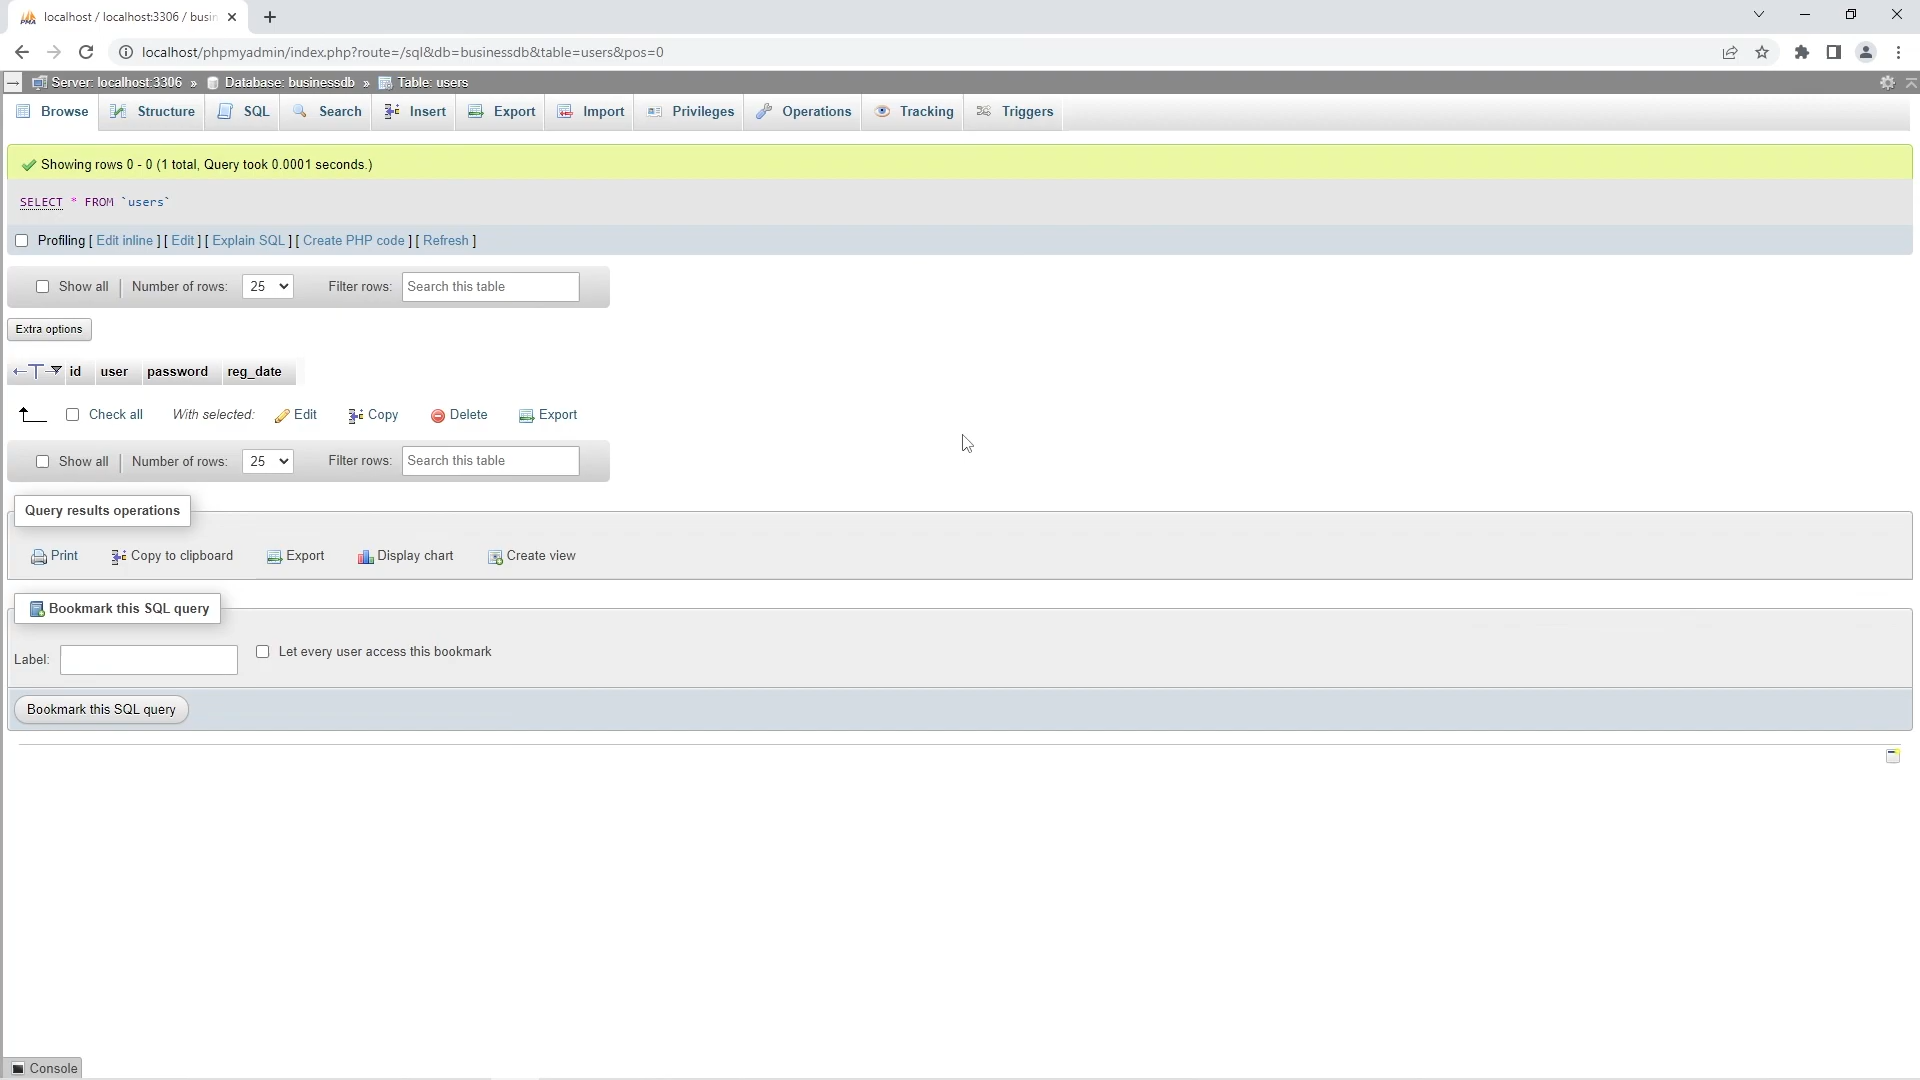 localhost / localhost:3306 / busin
localhost/phpmyadmin/index.php?route=/sql&db=businessdb&table=users&pos=0
Server: localhost:3306 » Database: businessdb » Table: users
Browse Structure SQL Search Insert Export Import Privileges Operations Tracking Triggers
Showing rows 0 - 0 (1 total, Query took 0.0001 seconds.)
SELECT * FROM `users`
Profiling [ Edit inline ] [ Edit ] [ Explain SQL ] [ Create PHP code ] [ Refresh ]
Show all Number of rows: 25 Filter rows: Search this table
Extra options
←T→ id user password reg_date
Check all With selected: Edit Copy Delete Export
Show all Number of rows: 25 Filter rows: Search this table
Query results operations
Print Copy to clipboard Export Display chart Create view
Bookmark this SQL query
Label: Let every user access this bookmark
Bookmark this SQL query
Console